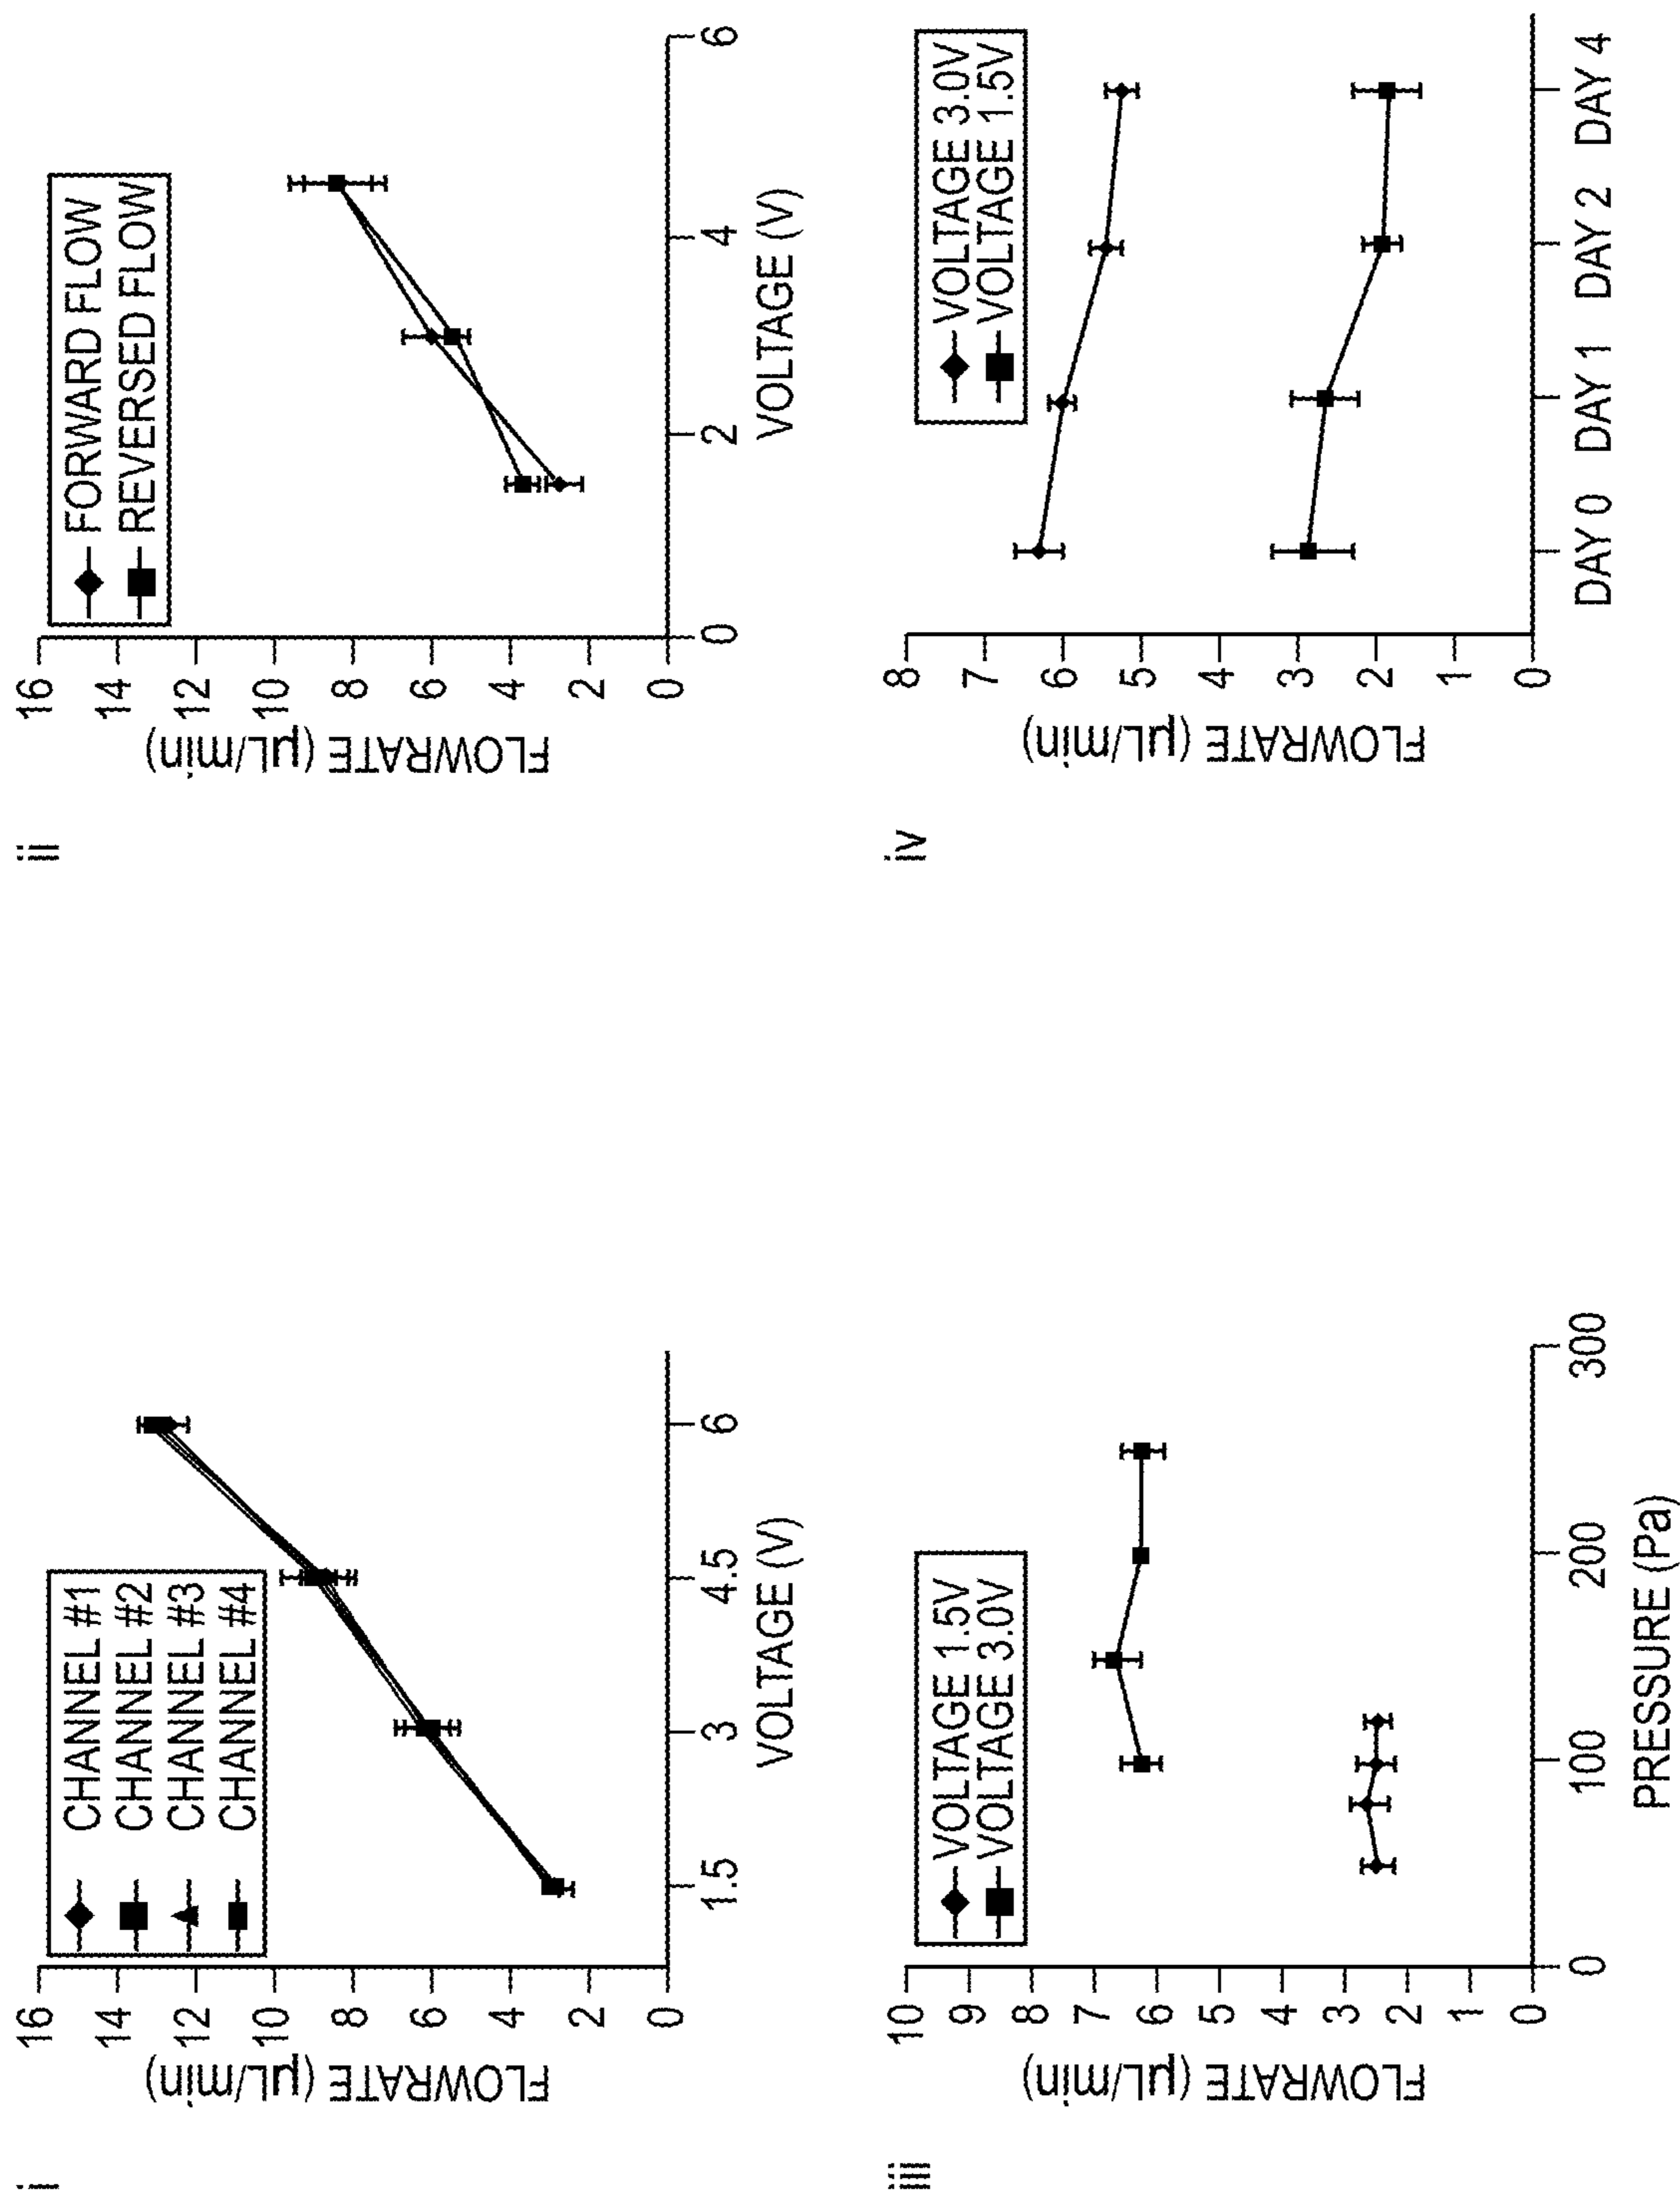 i
FLOWRATE (µL/min)
16
14
12
10
8
6
4
2
0
CHANNEL #1
CHANNEL #2
CHANNEL #3
CHANNEL #4
1.5
3
4.5
6
VOLTAGE (V)
ii
FLOWRATE (µL/min)
16
14
12
10
8
6
4
2
0
FORWARD FLOW
REVERSED FLOW
0
2
4
6
VOLTAGE (V)
iii
FLOWRATE (µL/min)
10
9
8
7
6
5
4
3
2
1
0
VOLTAGE 1.5V
VOLTAGE 3.0V
0
100
200
300
PRESSURE (Pa)
iv
FLOWRATE (µL/min)
8
7
6
5
4
3
2
1
0
VOLTAGE 3.0V
VOLTAGE 1.5V
DAY 0
DAY 1
DAY 2
DAY 4